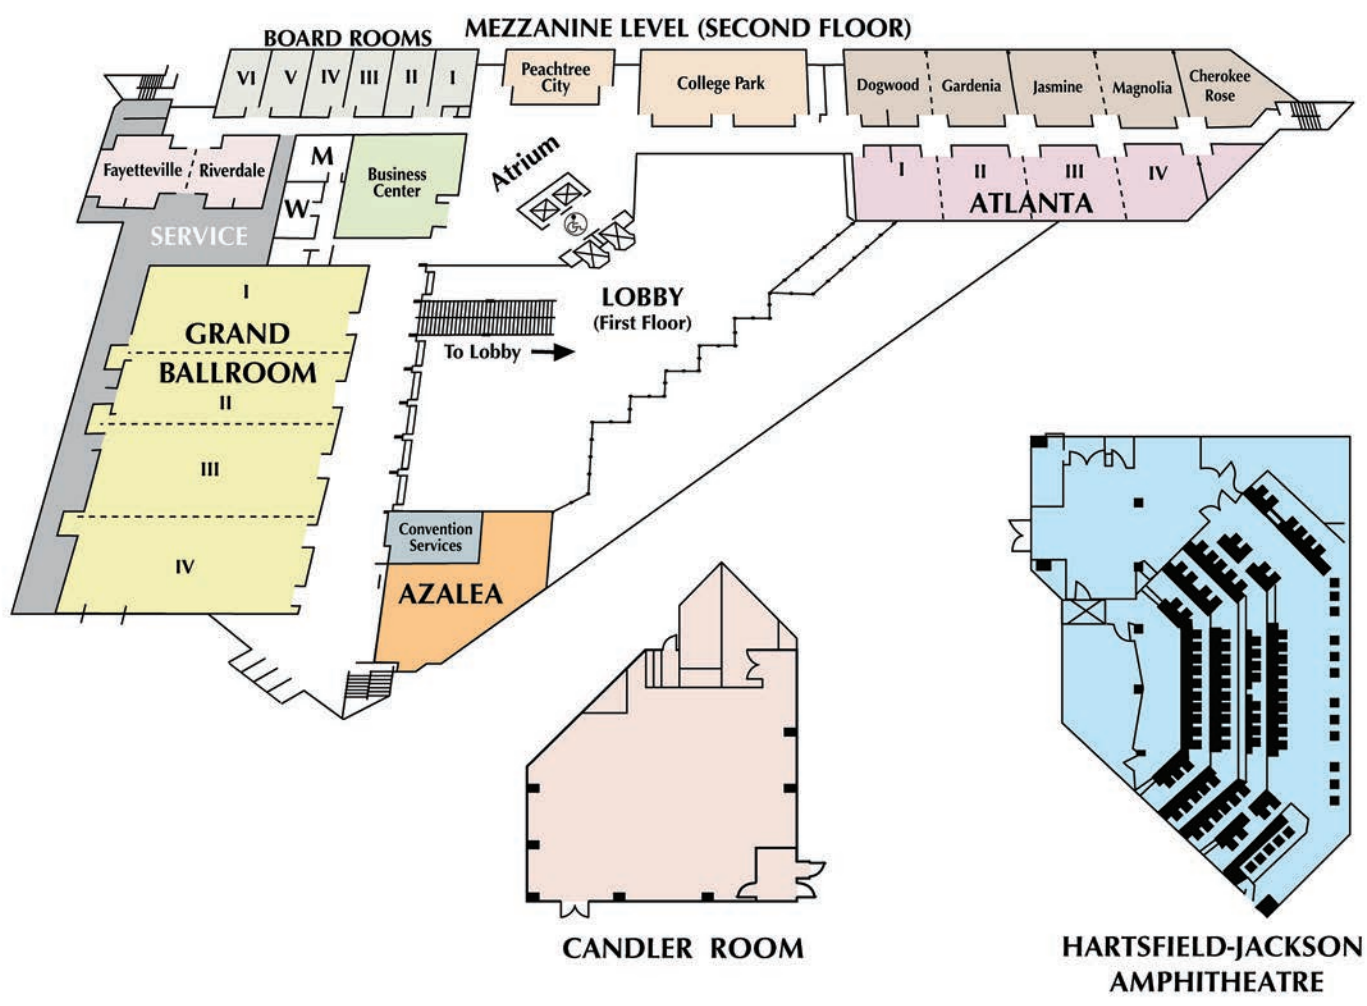 MEZZANINE LEVEL (SECOND FLOOR)
BOARD ROOMS
VI
V
IV
III
II
I
Peachtree
City
College Park
Dogwood
Gardenia
Jasmine
Magnolia
Cherokee
Rose
Fayetteville
Riverdale
M
W
Business
Center
Atrium
I
II
III
IV
ATLANTA
SERVICE
I
GRAND
BALLROOM
II
III
IV
LOBBY
(First Floor)
To Lobby
Convention
Services
AZALEA
CANDLER ROOM
HARTSFIELD-JACKSON
AMPHITHEATRE